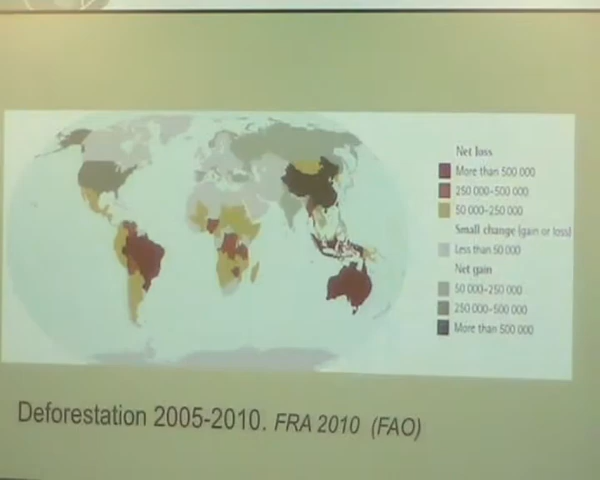 Net loss
More than 500 000
250 000-500 000
50 000-250 000
Small change (gain or loss)
Less than 50 000
Net gain
50 000-250 000
250 000-500 000
More than 500 000
Deforestation 2005-2010. FRA 2010 (FAO)